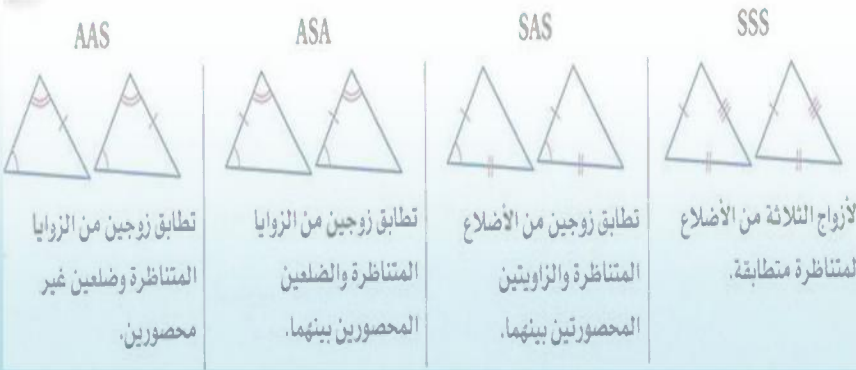 SSS
لأزواج الثلاثة من الأضلاع
لمتناظرة متطابقة.
SAS
تطابق زوجين من الأضلاع
المتناظرة والزاويتين
المحصورتين بينهما.
ASA
تطابق زوجين من الزوايا
المتناظرة والضلعين
المحصورين بينهما.
AAS
تطابق زوجين من الزوايا
المتناظرة وضلعين غير
محصورين.